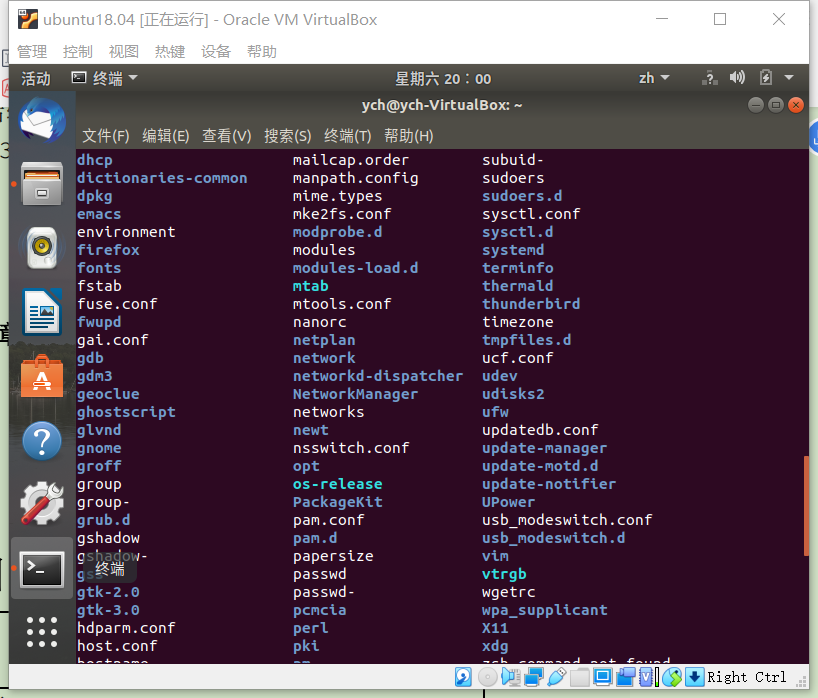 ubuntu18.04 [正在运行] - Oracle VM VirtualBox
管理 控制 视图 热键 设备 帮助
活动 终端 星期六 20：00 zh
ych@ych-VirtualBox: ~
文件(F) 编辑(E) 查看(V) 搜索(S) 终端(T) 帮助(H)
dhcp mailcap.order subuid-
dictionaries-common manpath.config sudoers
dpkg mime.types sudoers.d
emacs mke2fs.conf sysctl.conf
environment modprobe.d sysctl.d
firefox modules systemd
fonts modules-load.d terminfo
fstab mtab thermald
fuse.conf mtools.conf thunderbird
fwupd nanorc timezone
gai.conf netplan tmpfiles.d
gdb network ucf.conf
gdm3 networkd-dispatcher udev
geoclue NetworkManager udisks2
ghostscript networks ufw
glvnd newt updatedb.conf
gnome nsswitch.conf update-manager
groff opt update-motd.d
group os-release update-notifier
group- PackageKit UPower
grub.d pam.conf usb_modeswitch.conf
gshadow pam.d usb_modeswitch.d
gshadow- papersize vim
终端
gss passwd vtrgb
gtk-2.0 passwd- wgetrc
gtk-3.0 pcmcia wpa_supplicant
hdparm.conf perl X11
host.conf pki xdg
hostname pm zsh_command_not_found
Right Ctrl